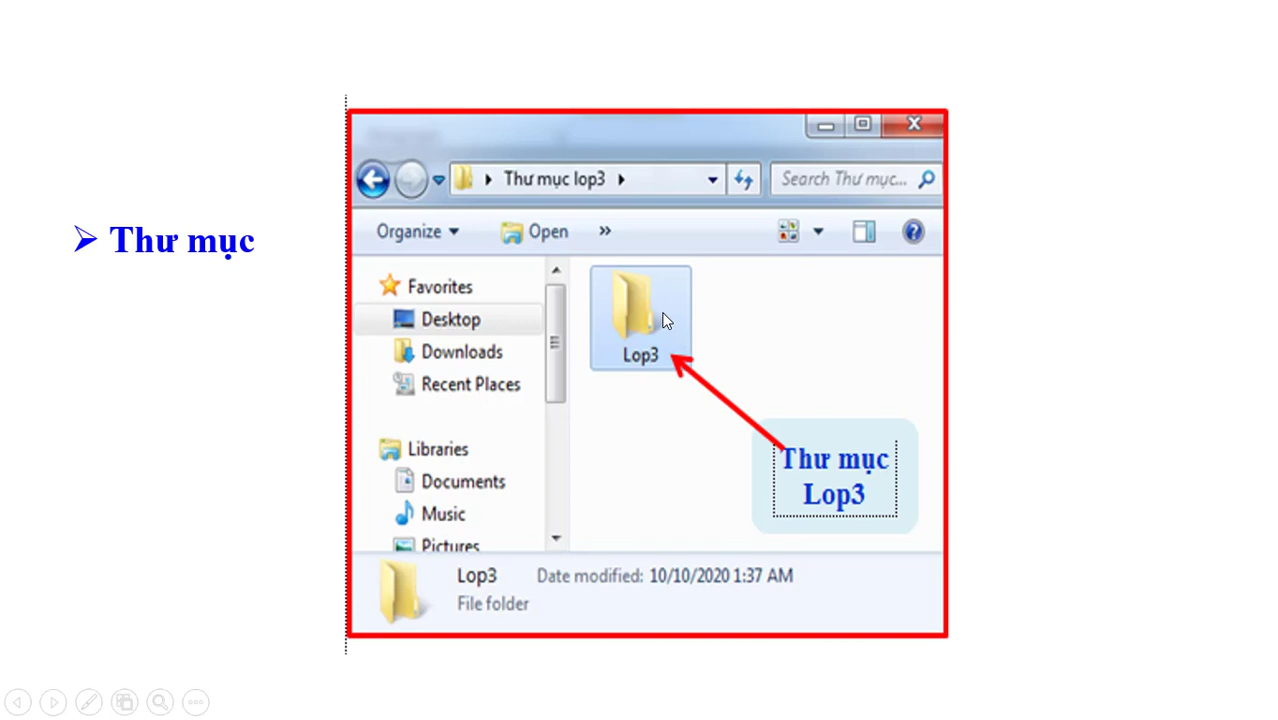 ➢ Thư mục
Thư mục lop3
Search Thư mục...
Organize
Open
»
Favorites
Desktop
Downloads
Recent Places
Libraries
Documents
Music
Pictures
Lop3
Thư mục
Lop3
Lop3
Date modified: 10/10/2020 1:37 AM
File folder